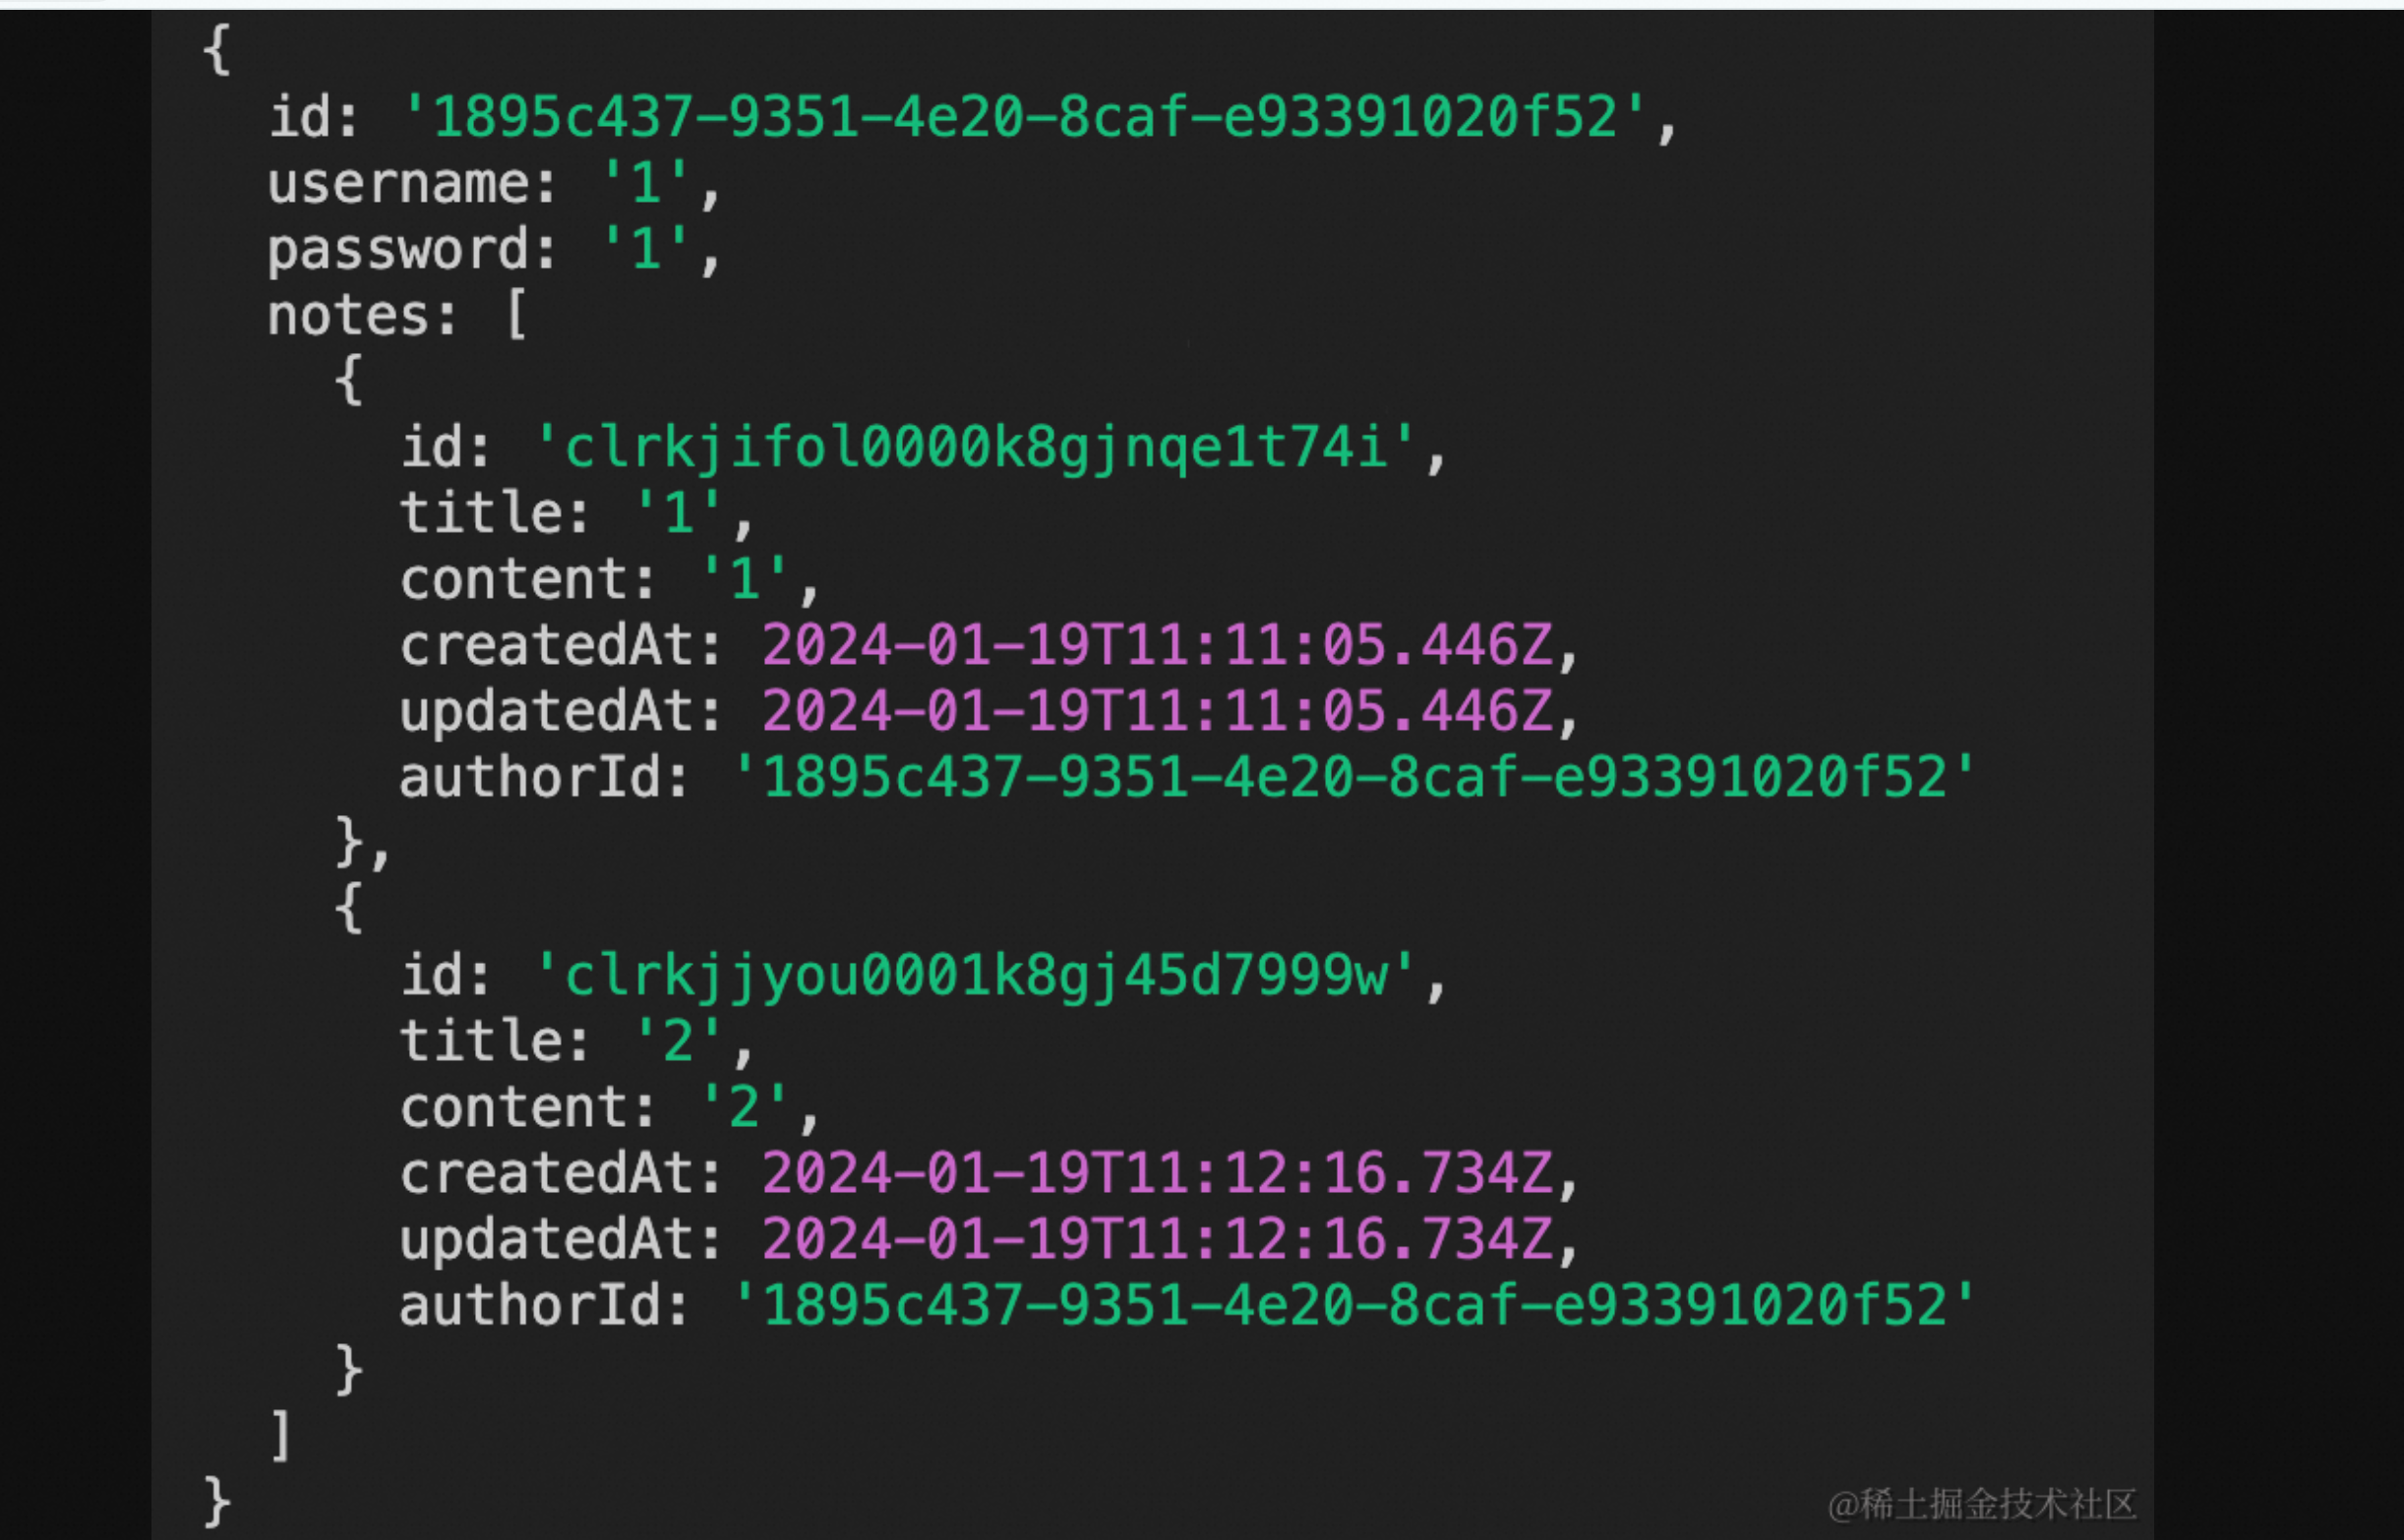 {
  id: '1895c437-9351-4e20-8caf-e93391020f52',
  username: '1',
  password: '1',
  notes: [
    {
      id: 'clrkjifol0000k8gjnqe1t74i',
      title: '1',
      content: '1',
      createdAt: 2024-01-19T11:11:05.446Z,
      updatedAt: 2024-01-19T11:11:05.446Z,
      authorId: '1895c437-9351-4e20-8caf-e93391020f52'
    },
    {
      id: 'clrkjjyou0001k8gj45d7999w',
      title: '2',
      content: '2',
      createdAt: 2024-01-19T11:12:16.734Z,
      updatedAt: 2024-01-19T11:12:16.734Z,
      authorId: '1895c437-9351-4e20-8caf-e93391020f52'
    }
  ]
}
@稀土掘金技术社区